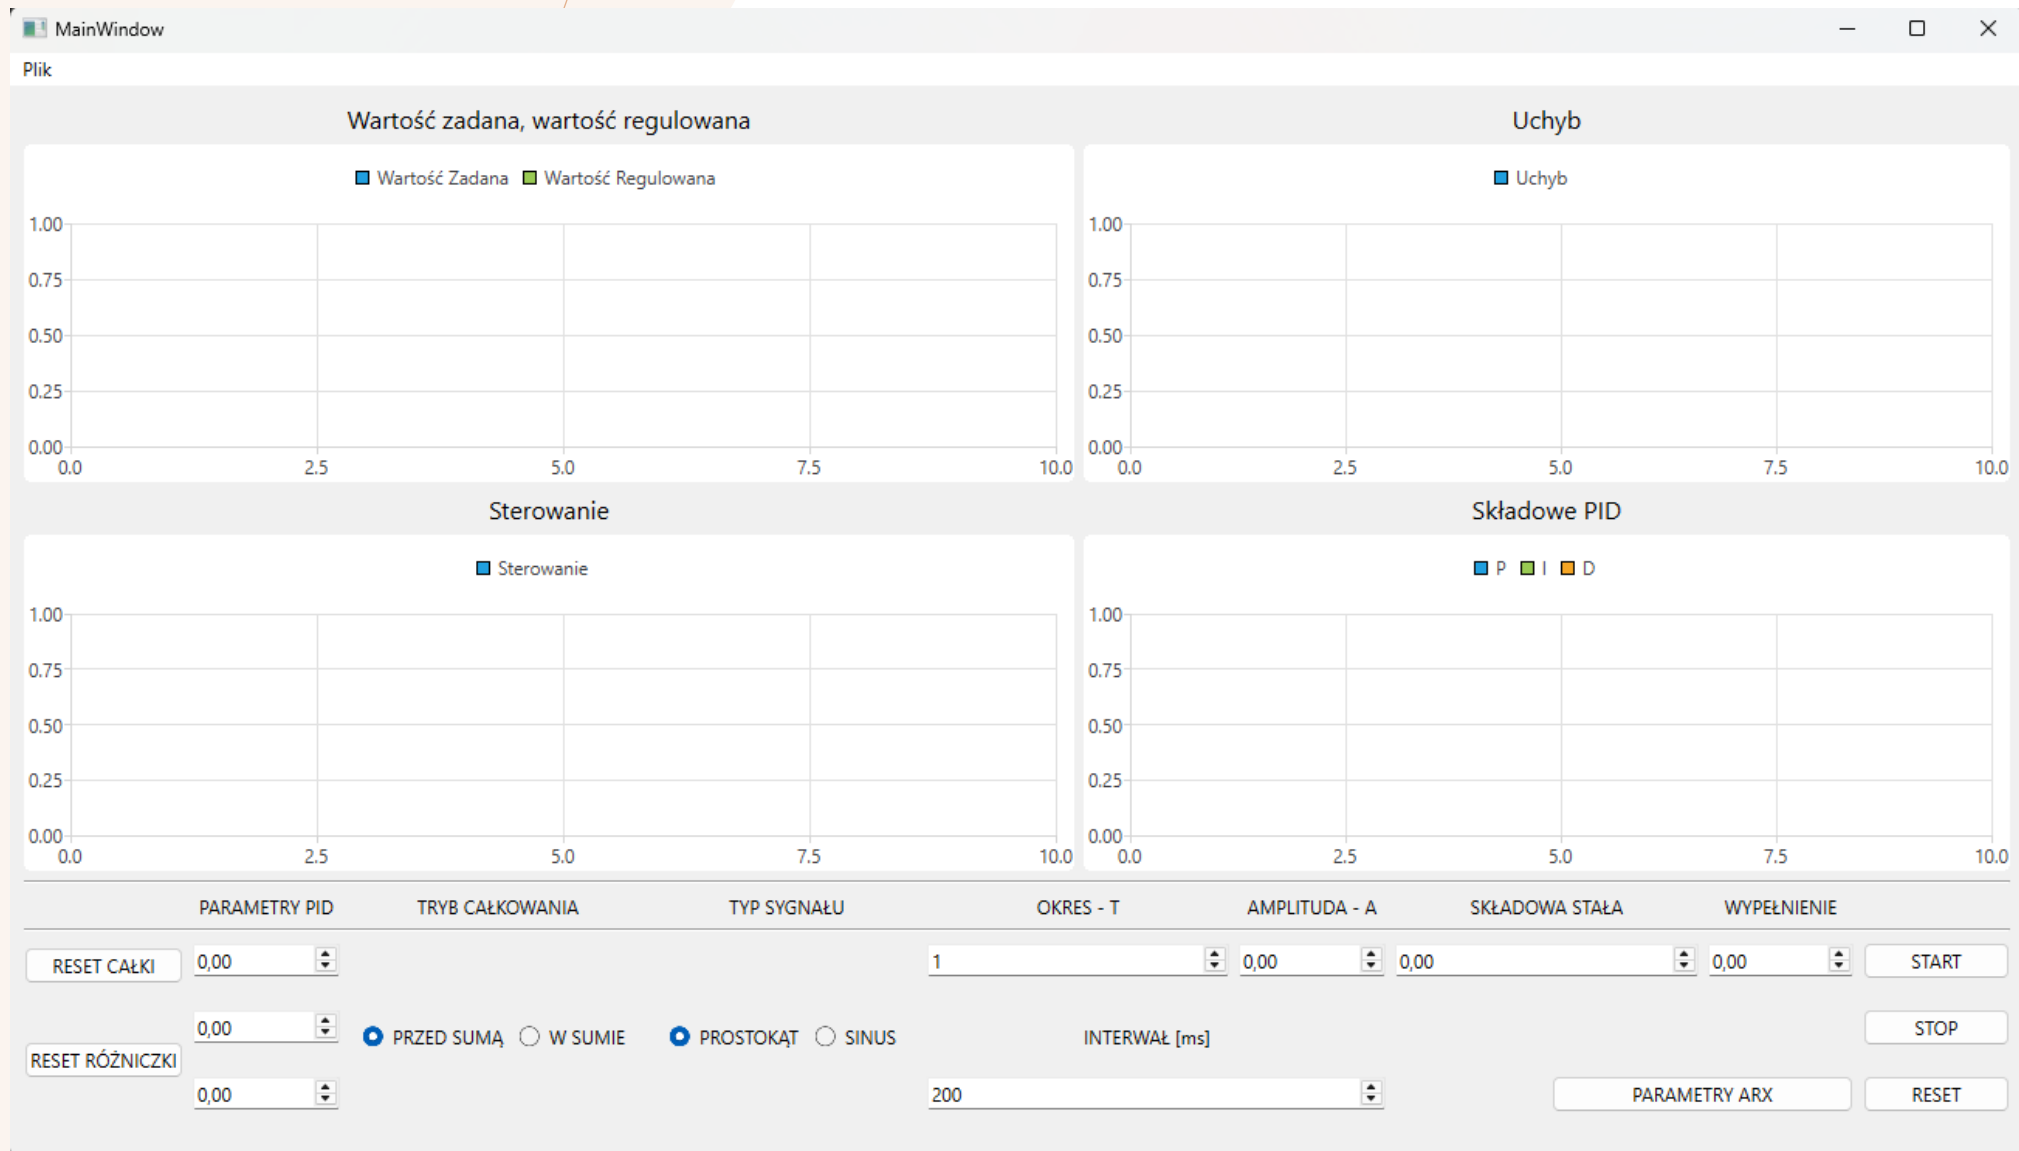 MainWindow
Plik
Wartość zadana, wartość regulowana
Wartość Zadana Wartość Regulowana
1.00
0.75
0.50
0.25
0.00
0.0 2.5 5.0 7.5 10.0
Uchyb
Uchyb
1.00
0.75
0.50
0.25
0.00
0.0 2.5 5.0 7.5 10.0
Sterowanie
Sterowanie
1.00
0.75
0.50
0.25
0.00
0.0 2.5 5.0 7.5 10.0
Składowe PID
P I D
1.00
0.75
0.50
0.25
0.00
0.0 2.5 5.0 7.5 10.0
PARAMETRY PID TRYB CAŁKOWANIA TYP SYGNAŁU OKRES - T AMPLITUDA - A SKŁADOWA STAŁA WYPEŁNIENIE
RESET CAŁKI 0,00 1 0,00 0,00 0,00 START
0,00 PRZED SUMĄ W SUMIE PROSTOKĄT SINUS INTERWAŁ [ms] STOP
RESET RÓŻNICZKI
0,00 200 PARAMETRY ARX RESET